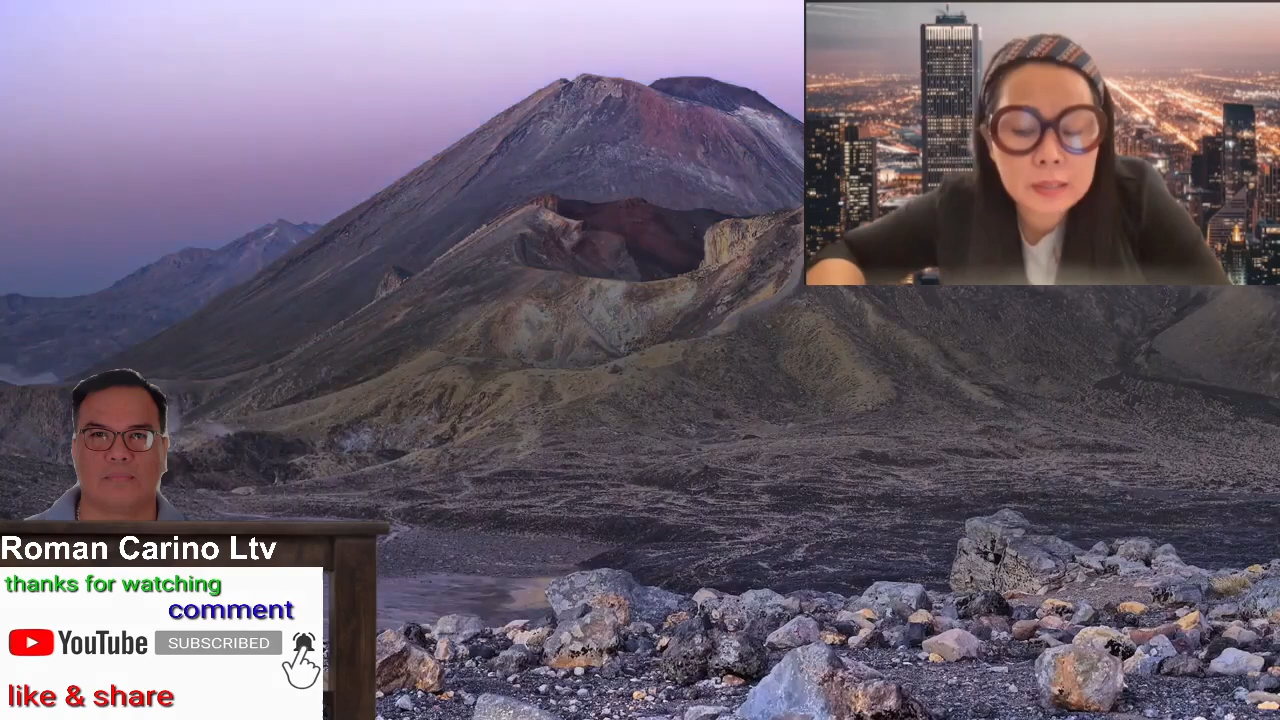 Roman Carino Ltv
thanks for watching
comment
YouTube SUBSCRIBED
like & share